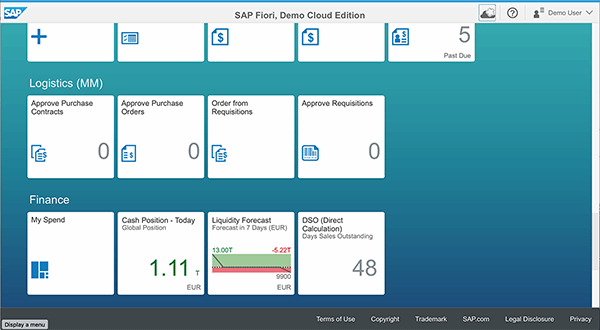 SAP
SAP Fiori, Demo Cloud Edition
Demo User
5
Past Due
Logistics (MM)
Approve Purchase
Contracts
0
Approve Purchase
Orders
0
Order from
Requisitions
Approve Requisitions
0
Finance
My Spend
Cash Position - Today
Global Position
1.11 T
EUR
Liquidity Forecast
Forecast in 7 Days (EUR)
13.00T -5.22T
9900
EUR
DSO (Direct
Calculation)
Days Sales Outstanding
48
Display a menu
Terms of Use Copyright Trademark SAP.com Legal Disclosure Privacy